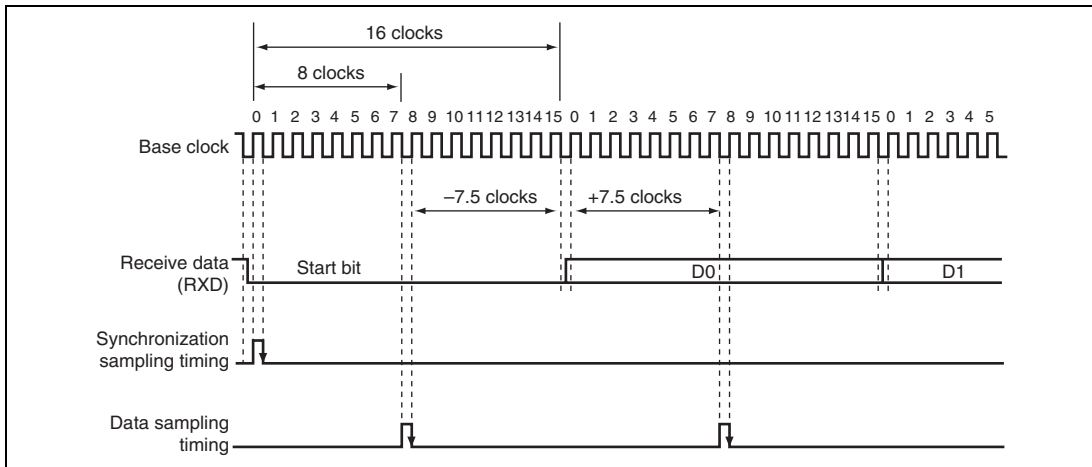 16 clocks
8 clocks
0 1 2 3 4 5 6 7 8 9 10 11 12 13 14 15 0 1 2 3 4 5 6 7 8 9 10 11 12 13 14 15 0 1 2 3 4 5
Base clock
–7.5 clocks +7.5 clocks
Receive data
(RXD)
Start bit D0 D1
Synchronization
sampling timing
Data sampling
timing